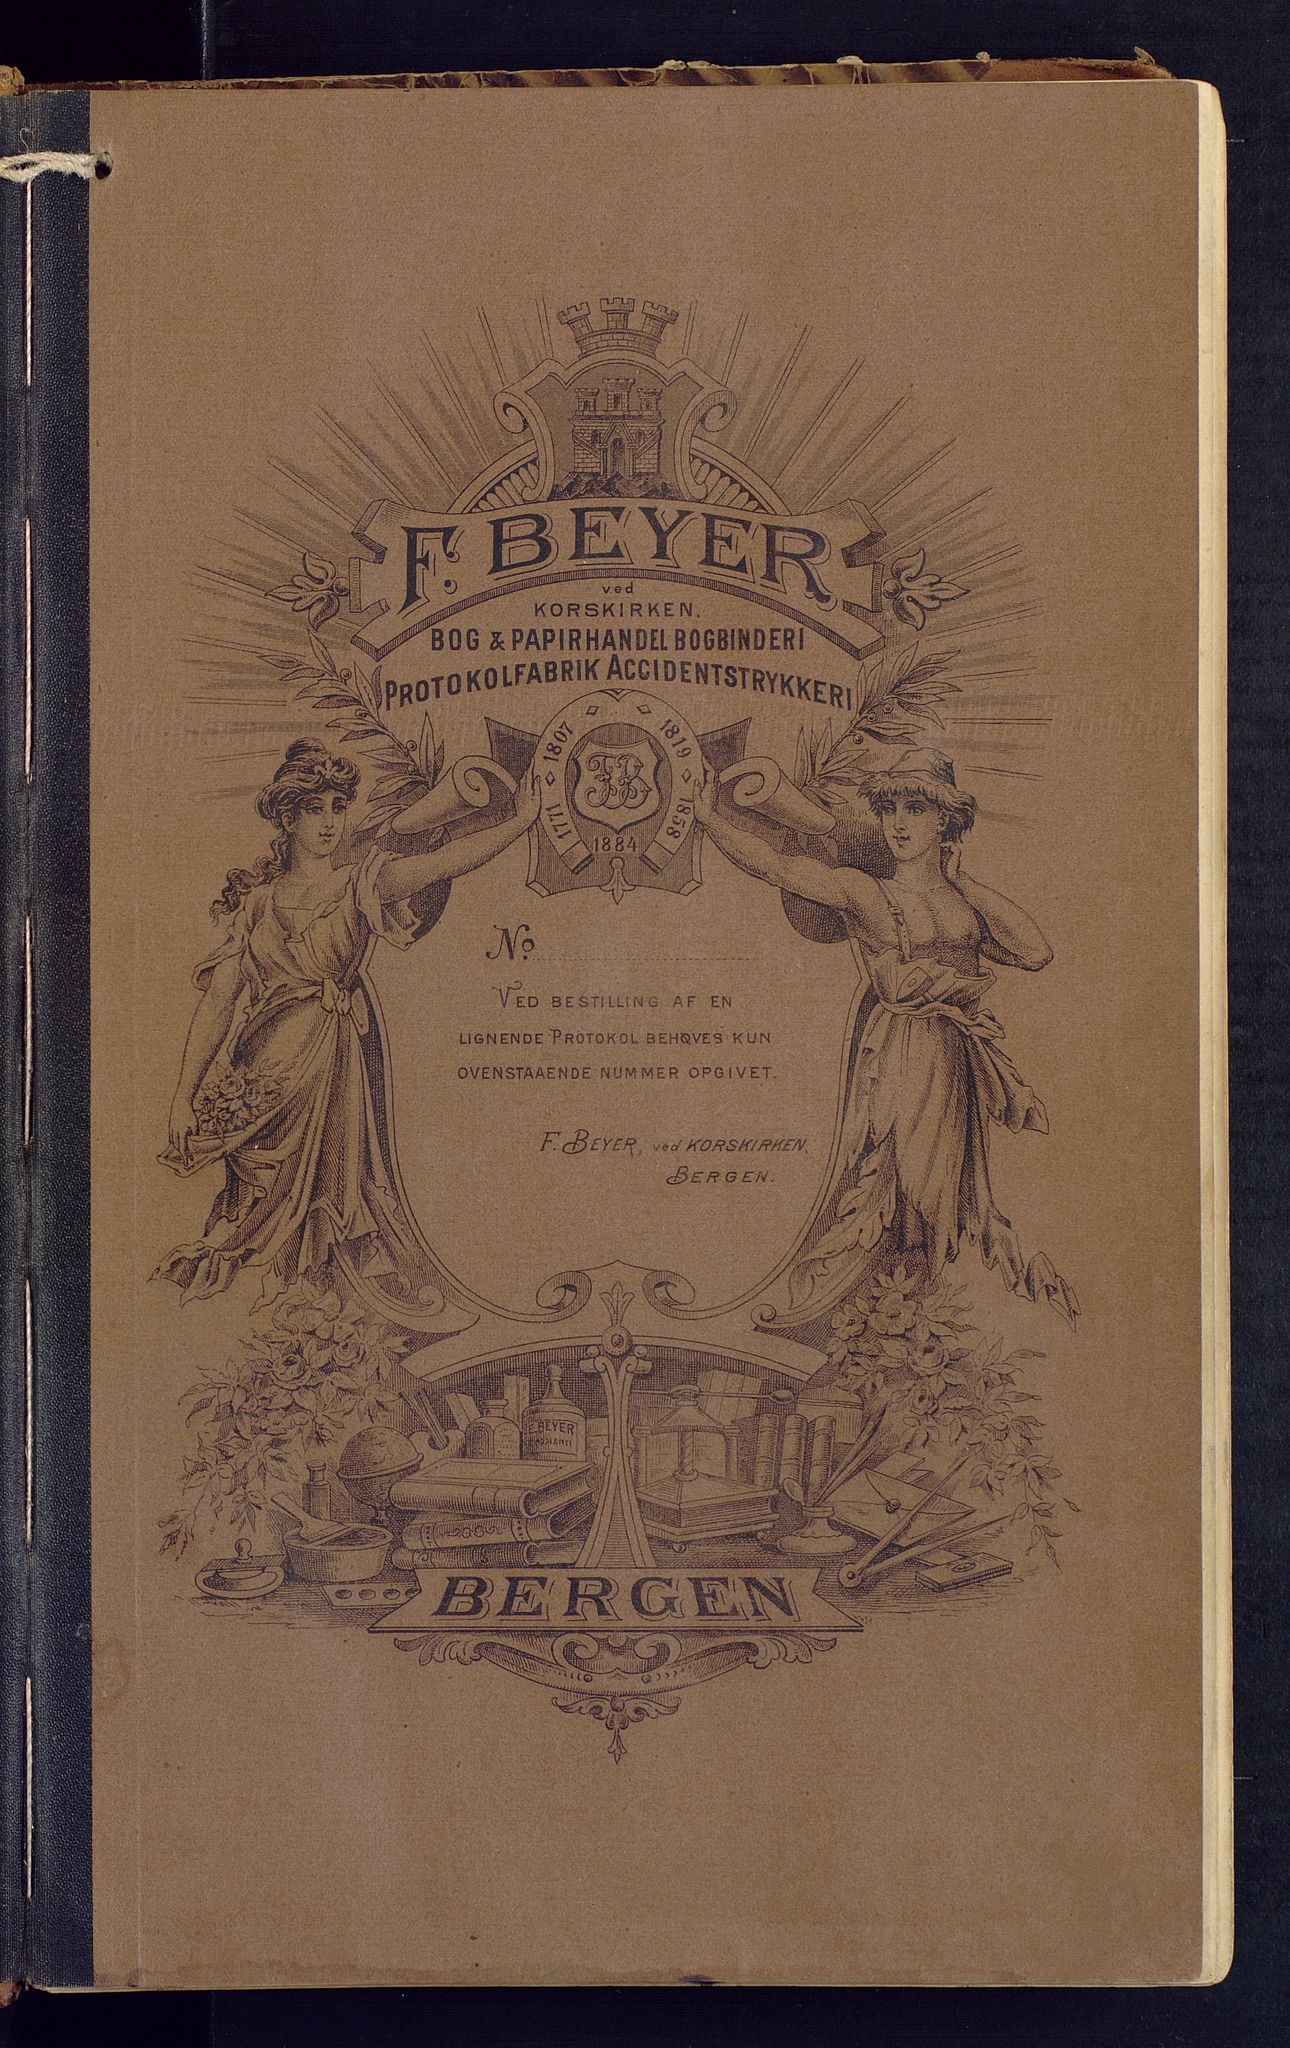 F. BEYER
ved
KORSKIRKEN.
BOG & PAPIRHANDEL BOGBINDERI
PROTOKOLFABRIK ACCIDENTSTRYKKERI
1771 1807 1819 1858
FB
1884
No.
VED BESTILLING AF EN
LIGNENDE PROTOKOL BEHØVES KUN
OVENSTAAENDE NUMMER OPGIVET.
F. BEYER, ved KORSKIRKEN,
BERGEN.
F. BEYER
BERGEN